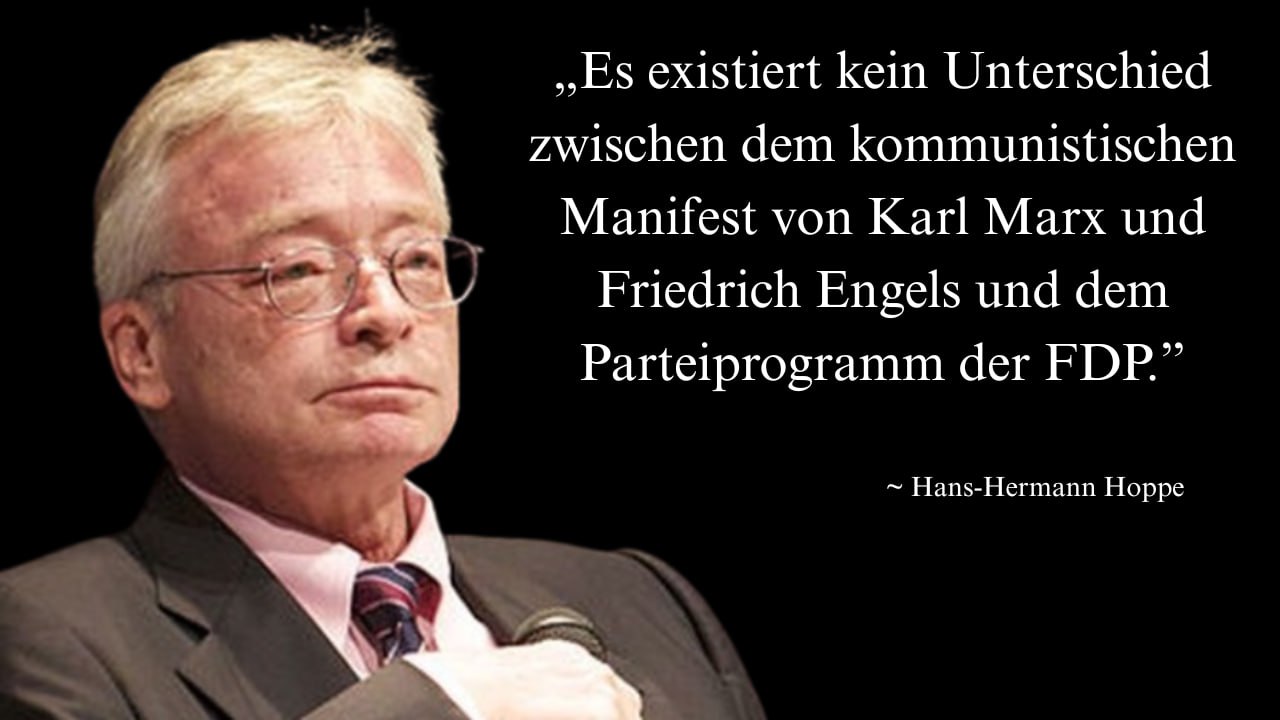 „Es existiert kein Unterschied
zwischen dem kommunistischen
Manifest von Karl Marx und
Friedrich Engels und dem
Parteiprogramm der FDP.”
~ Hans-Hermann Hoppe